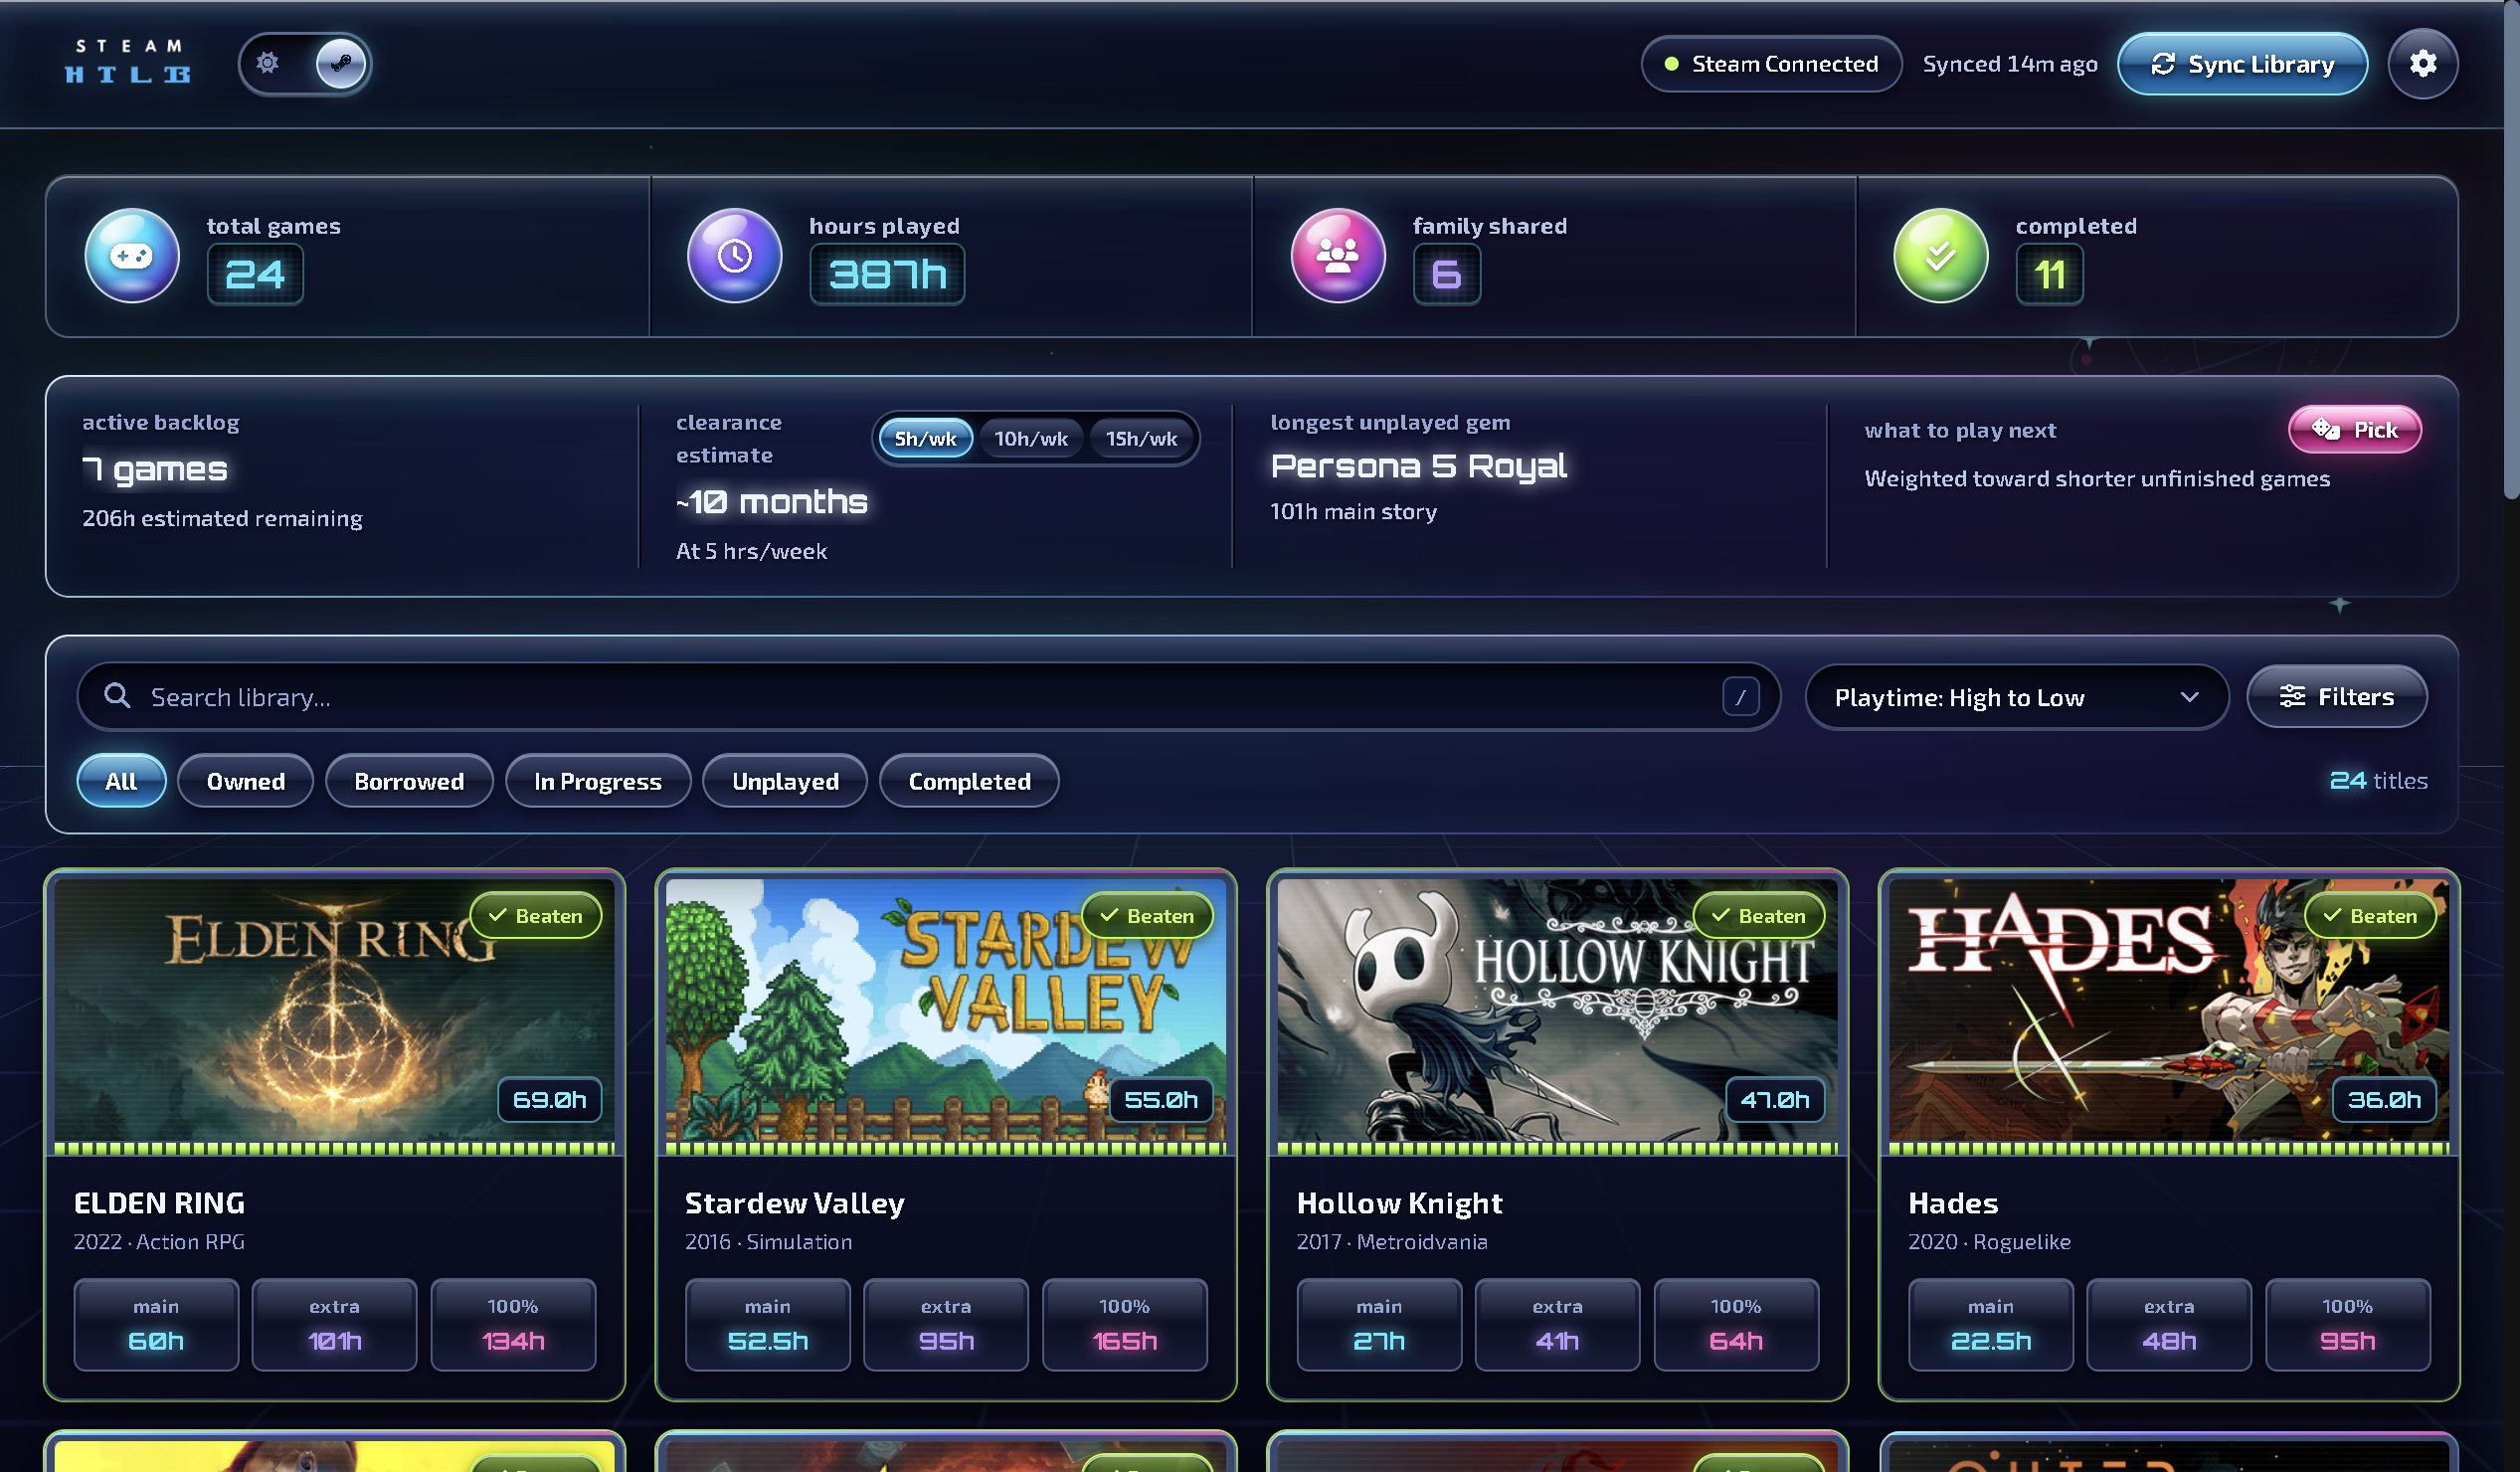 STEAM
HTLB
Steam Connected
Synced 14m ago
Sync Library
total games
24
hours played
387h
family shared
6
completed
11
active backlog
7 games
206h estimated remaining
clearance
estimate
5h/wk
10h/wk
15h/wk
~10 months
At 5 hrs/week
longest unplayed gem
Persona 5 Royal
101h main story
what to play next
Pick
Weighted toward shorter unfinished games
Search library...
/
Playtime: High to Low
Filters
All
Owned
Borrowed
In Progress
Unplayed
Completed
24 titles
ELDEN RING
Beaten
69.0h
ELDEN RING
2022 · Action RPG
main
60h
extra
101h
100%
134h
STARDEW
VALLEY
Beaten
55.0h
Stardew Valley
2016 · Simulation
main
52.5h
extra
95h
100%
165h
HOLLOW KNIGHT
Beaten
47.0h
Hollow Knight
2017 · Metroidvania
main
27h
extra
41h
100%
64h
HADES
Beaten
36.0h
Hades
2020 · Roguelike
main
22.5h
extra
48h
100%
95h